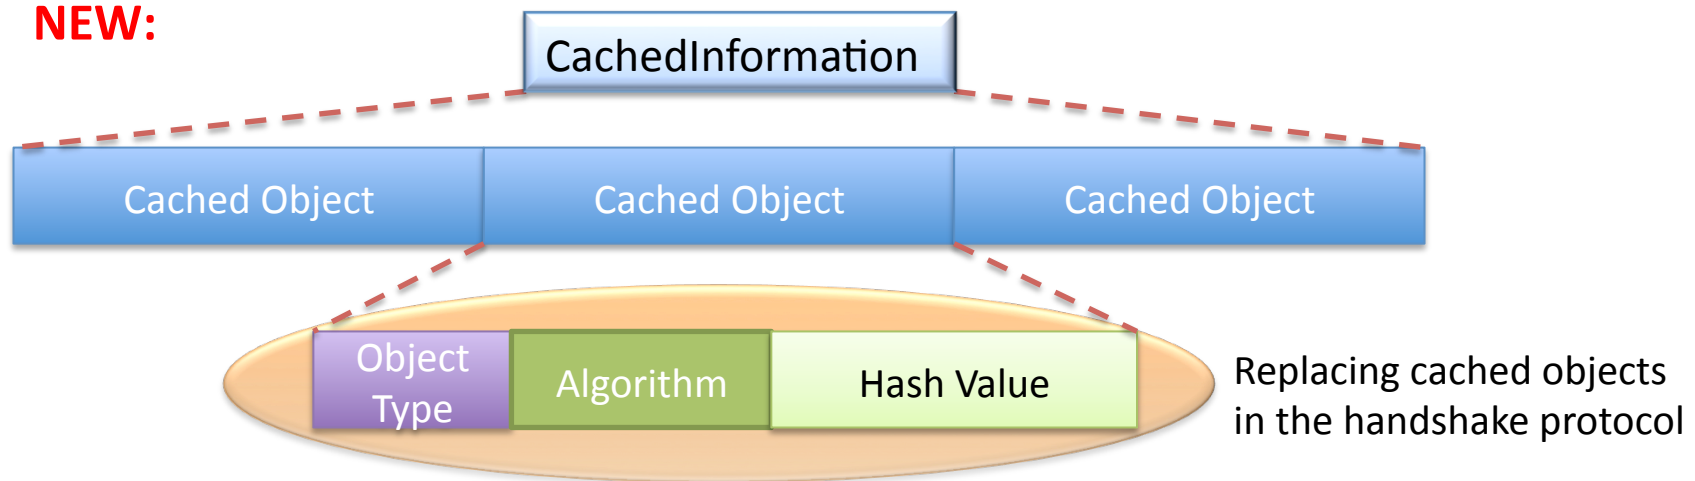 NEW:
CachedInformation
Cached Object
Cached Object
Cached Object
Object
Type
Algorithm
Hash Value
Replacing cached objects
in the handshake protocol